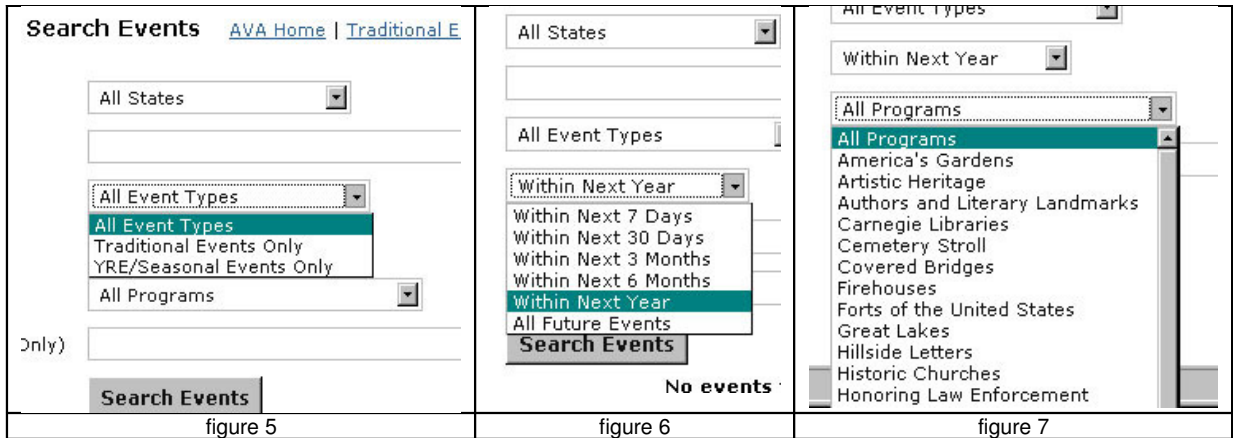 Search Events AVA Home | Traditional E
All States
All Event Types
All Event Types
Traditional Events Only
YRE/Seasonal Events Only
All Programs
Only)
Search Events
figure 5
All States
All Event Types
Within Next Year
Within Next 7 Days
Within Next 30 Days
Within Next 3 Months
Within Next 6 Months
Within Next Year
All Future Events
Search Events
No events
figure 6
All Event Types
Within Next Year
All Programs
All Programs
America's Gardens
Artistic Heritage
Authors and Literary Landmarks
Carnegie Libraries
Cemetery Stroll
Covered Bridges
Firehouses
Forts of the United States
Great Lakes
Hillside Letters
Historic Churches
Honoring Law Enforcement
figure 7